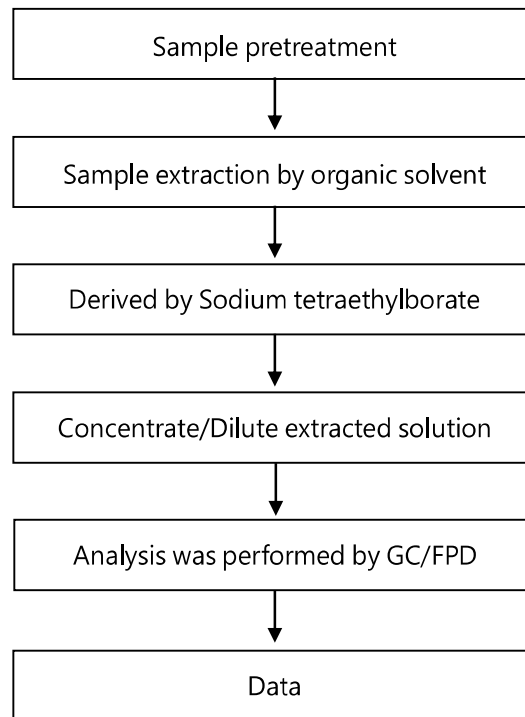 Sample pretreatment
Sample extraction by organic solvent
Derived by Sodium tetraethylborate
Concentrate/Dilute extracted solution
Analysis was performed by GC/FPD
Data